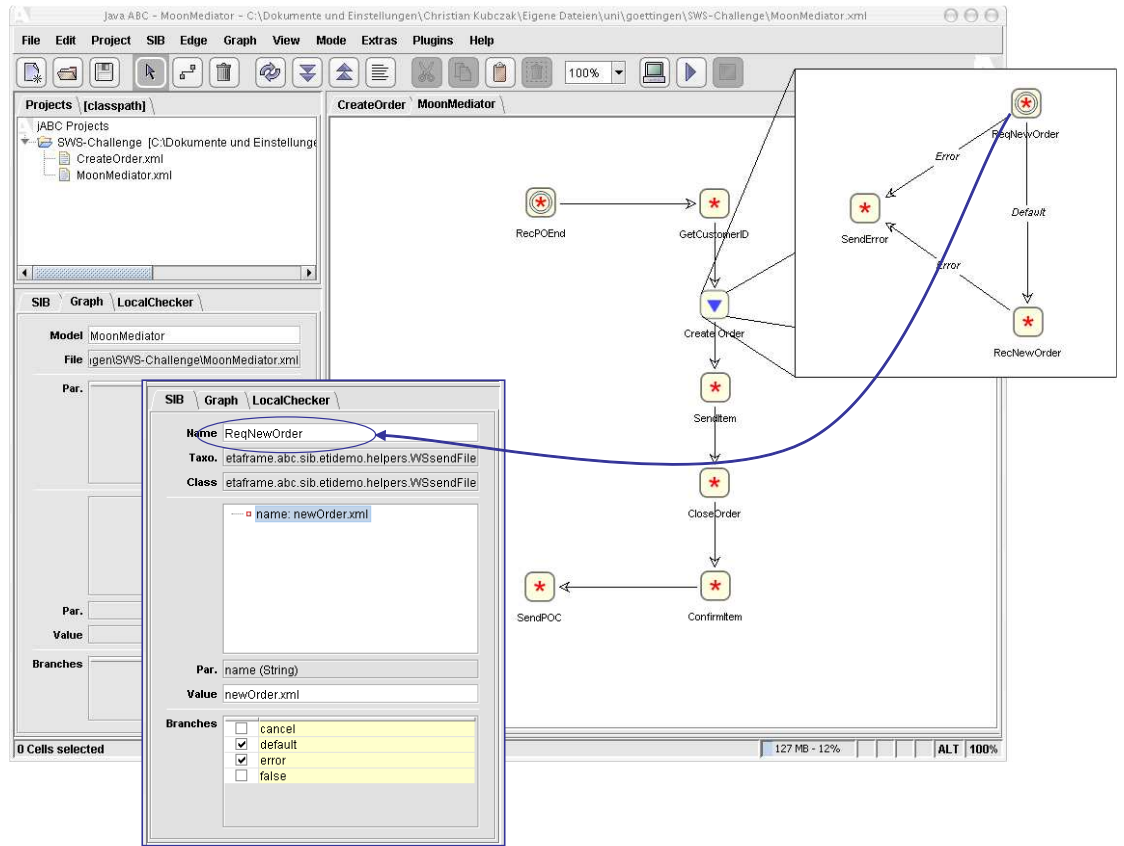 Java ABC - MoonMediator - C:\Dokumente und Einstellungen\Christian Kubczak\Eigene Dateien\uni\goettingen\SWS-Challenge\MoonMediator.xml
File Edit Project SIB Edge Graph View Mode Extras Plugins Help
100%
Projects [classpath]
jABC Projects
SWS-Challenge [C:\Dokumente und Einstellunge
CreateOrder.xml
MoonMediator.xml
CreateOrder MoonMediator
RecPOEnd
GetCustomerID
Create Order
SendItem
CloseOrder
ConfirmItem
SendPOC
ReqNewOrder
Error
Default
SendError
Error
RecNewOrder
SIB Graph LocalChecker
Model MoonMediator
File ıgen\SWS-Challenge\MoonMediator.xml
Par.
Par.
Value
Branches
SIB Graph LocalChecker
Name ReqNewOrder
Taxo. etaframe.abc.sib.etidemo.helpers.WSsendFile
Class etaframe.abc.sib.etidemo.helpers.WSsendFile
name: newOrder.xml
Par. name (String)
Value newOrder.xml
Branches
cancel
default
error
false
0 Cells selected
127 MB - 12%
ALT 100%